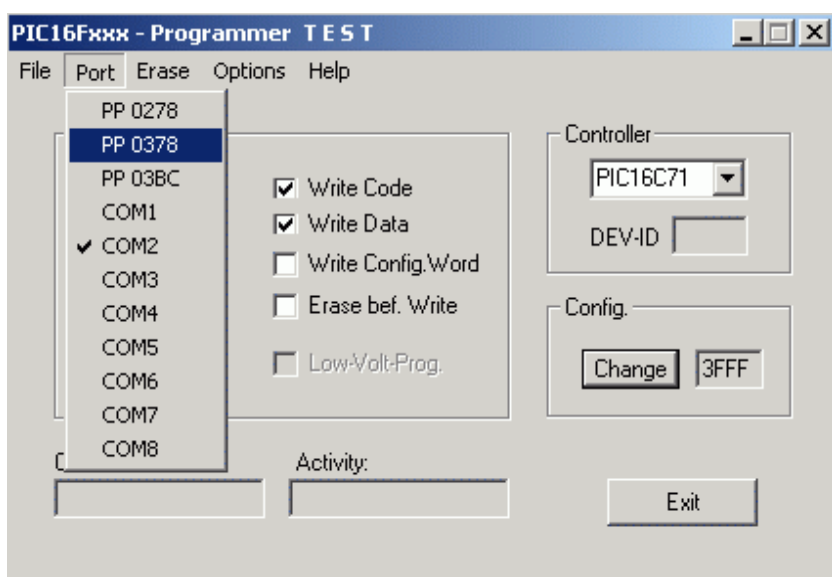 PIC16Fxxx - Programmer T E S T
File Port Erase Options Help
PP 0278
PP 0378
PP 03BC
COM1
COM2
COM3
COM4
COM5
COM6
COM7
COM8
Write Code
Write Data
Write Config.Word
Erase bef. Write
Low-Volt-Prog.
Controller
PIC16C71
DEV-ID
Config.
Change 3FFF
Activity:
Exit